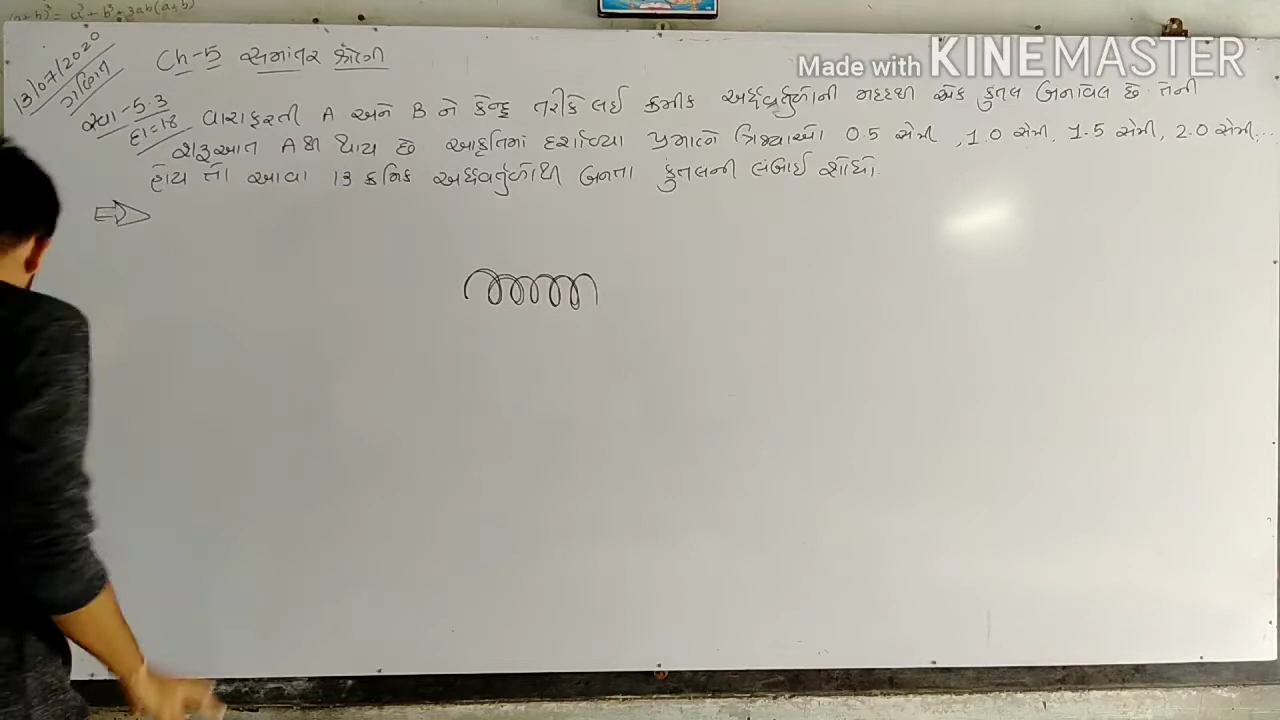 (a+b)³ = a³ + b³ + 3ab(a+b)
Made with KINEMASTER
13/07/2020
ગણિત
Ch-5 સમાંતર શ્રેણી
સ્વા-5.3
દા=18
વારાફરતી A અને B ને કેન્દ્ર તરીકે લઈ ક્રમીક અર્ધવર્તુળોની મદદથી એક કુંતલ બનાવેલ છે તેની
શરૂઆત A થી થાય છે આકૃતિમાં દર્શાવ્યા પ્રમાણે ત્રિજ્યાઓ 0.5 સેમી , 1.0 સેમી, 1.5 સેમી, 2.0 સેમી,...
હોય તો આવા 13 ક્રમિક અર્ધવર્તુળોથી બનતા કુંતલની લંબાઈ શોધો.